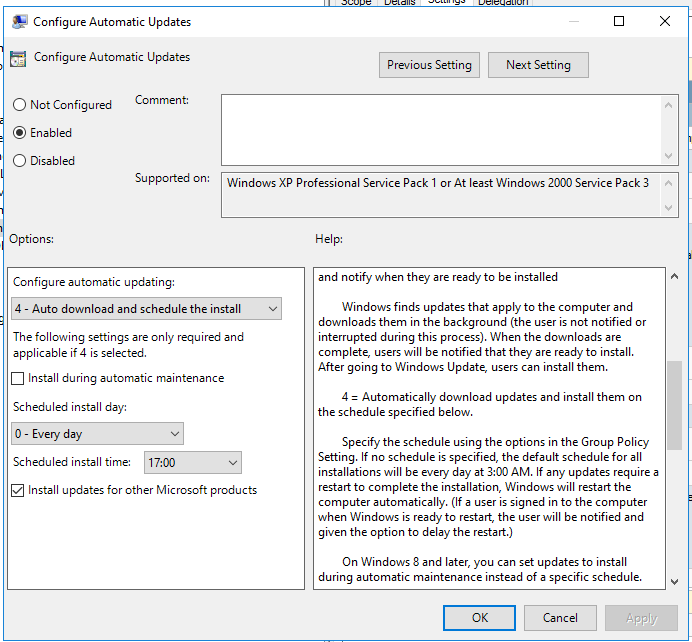 Scope Details Settings Delegation
Configure Automatic Updates
Configure Automatic Updates
Previous Setting
Next Setting
Not Configured
Enabled
Disabled
Comment:
Supported on:
Windows XP Professional Service Pack 1 or At least Windows 2000 Service Pack 3
Options:
Help:
Configure automatic updating:
4 - Auto download and schedule the install
The following settings are only required and
applicable if 4 is selected.
Install during automatic maintenance
Scheduled install day:
0 - Every day
Scheduled install time:
17:00
Install updates for other Microsoft products
and notify when they are ready to be installed
Windows finds updates that apply to the computer and
downloads them in the background (the user is not notified or
interrupted during this process). When the downloads are
complete, users will be notified that they are ready to install.
After going to Windows Update, users can install them.
4 = Automatically download updates and install them on
the schedule specified below.
Specify the schedule using the options in the Group Policy
Setting. If no schedule is specified, the default schedule for all
installations will be every day at 3:00 AM. If any updates require a
restart to complete the installation, Windows will restart the
computer automatically. (If a user is signed in to the computer
when Windows is ready to restart, the user will be notified and
given the option to delay the restart.)
On Windows 8 and later, you can set updates to install
during automatic maintenance instead of a specific schedule.
OK
Cancel
Apply